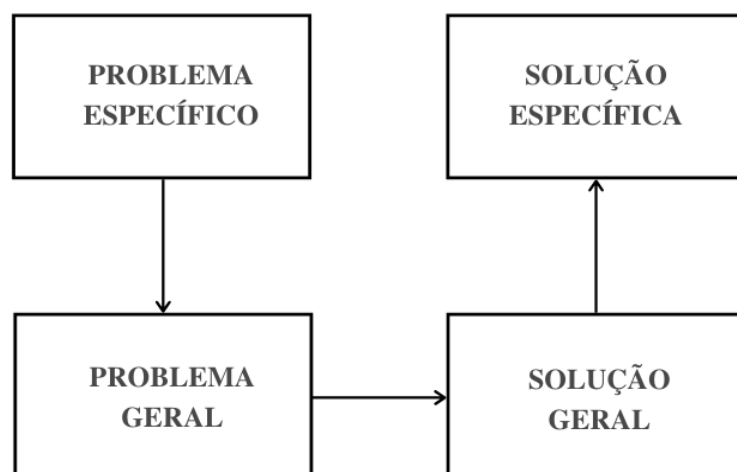 PROBLEMA
ESPECÍFICO
SOLUÇÃO
ESPECÍFICA
PROBLEMA
GERAL
SOLUÇÃO
GERAL